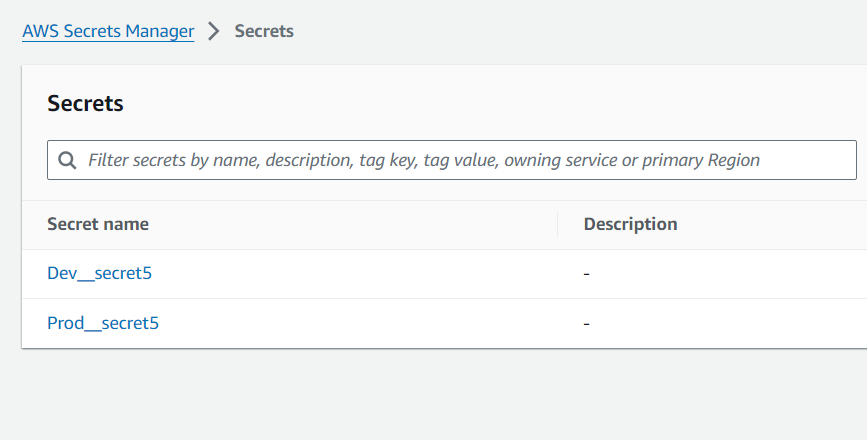 AWS Secrets Manager > Secrets
Secrets
Filter secrets by name, description, tag key, tag value, owning service or primary Region
Secret name Description
Dev__secret5 -
Prod__secret5 -